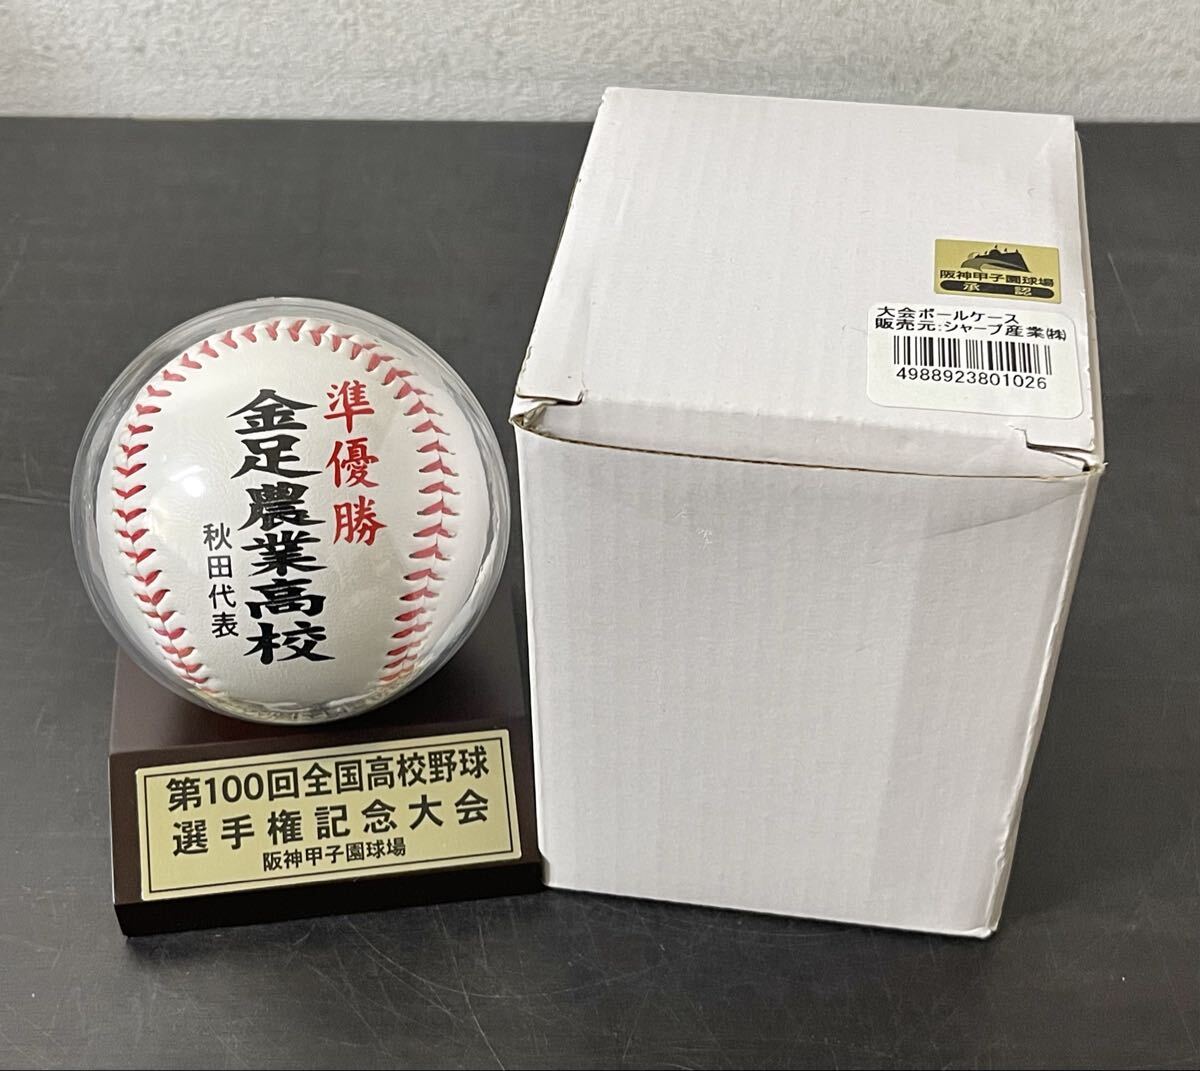 準優勝
金足農業高校
秋田代表
第100回全国高校野球
選手権記念大会
阪神甲子園球場
阪神甲子園球場
承認
大会ボールケース
販売元:シャープ産業㈱
4988923801026